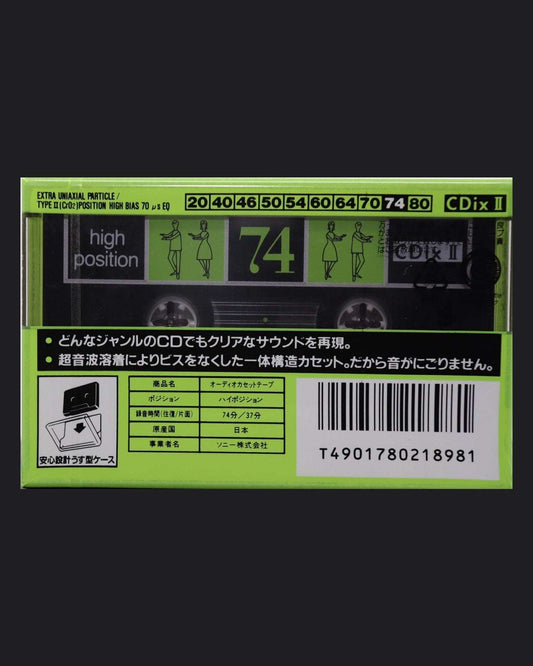 EXTRA UNIAXIAL PARTICLE/
TYPE II (CrO₂) POSITION HIGH BIAS 70 μs EQ
20 40 46 50 54 60 64 70 74 80
CDix II
high
position
74
CDix II
• どんなジャンルのCDでもクリアなサウンドを再現。
• 超音波溶着によりビスをなくした一体構造カセット。だから音がにごりません。
安心設計うす型ケース
商品名 オーディオカセットテープ
ポジション ハイポジション
録音時間(往復/片面) 74分/37分
原産国 日本
事業者名 ソニー株式会社
T4901780218981